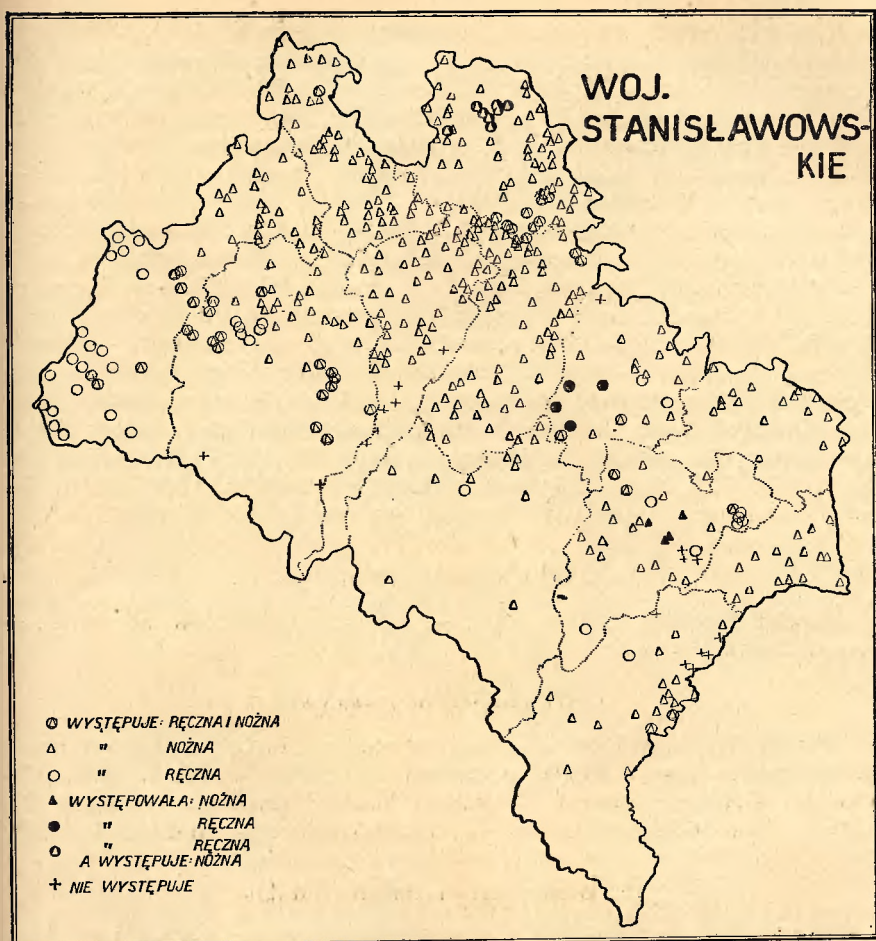 WOJ.
STANISŁAWOWS-
KIE
WYSTĘPUJE: RĘCZNA I NOŻNA
" NOŻNA
" RĘCZNA
WYSTĘPOWAŁA: NOŻNA
" RĘCZNA
" RĘCZNA
A WYSTĘPUJE: NOŻNA
+ NIE WYSTĘPUJE